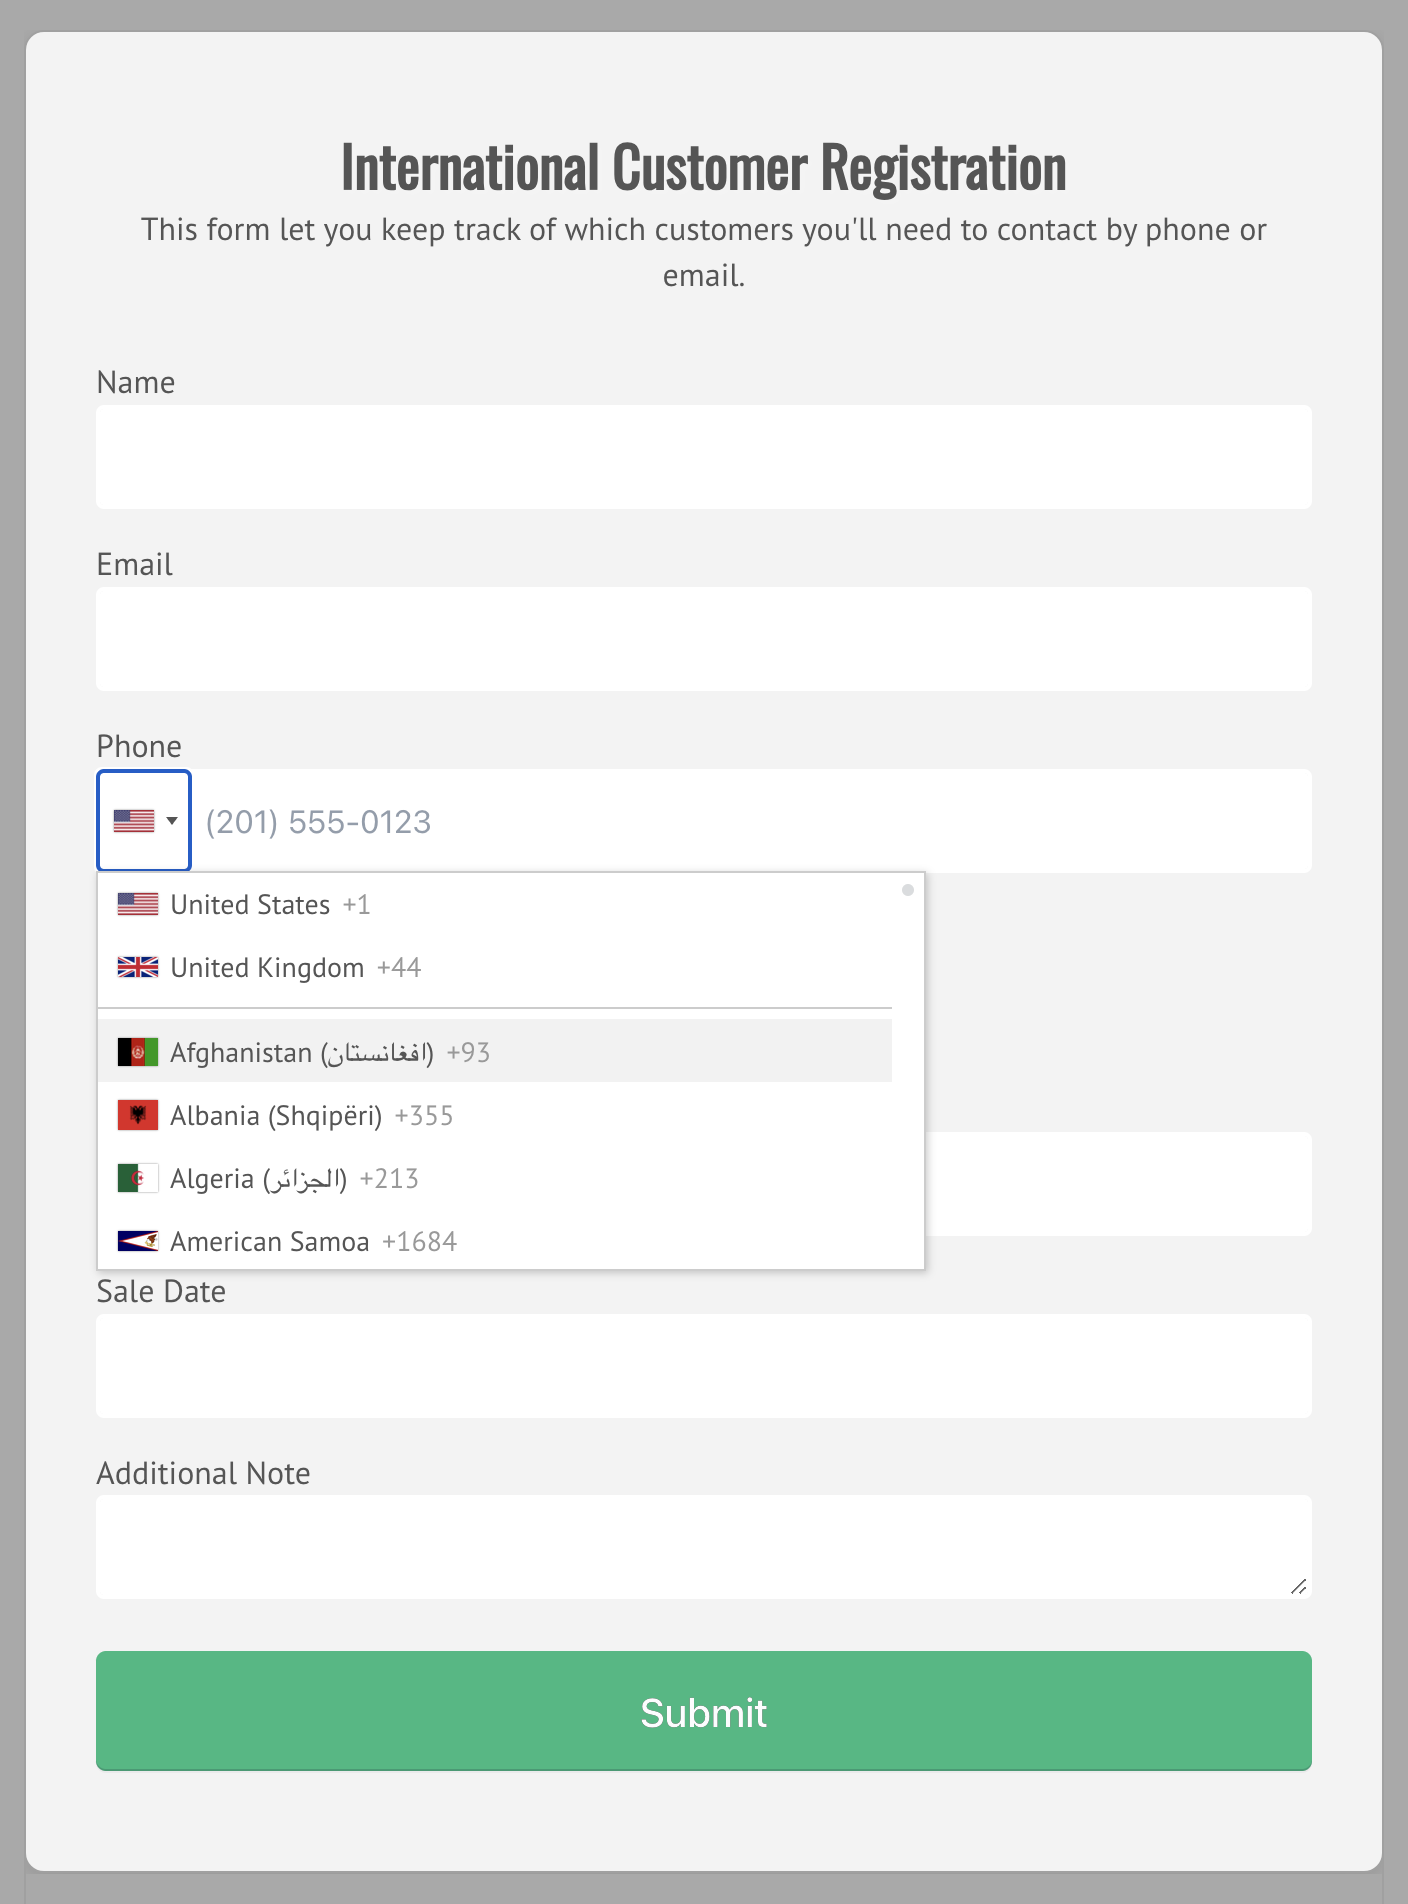 International Customer Registration
This form let you keep track of which customers you'll need to contact by phone or
email.
Name
Email
Phone
(201) 555-0123
United States +1
United Kingdom +44
Afghanistan (‫افغانستان‬‎) +93
Albania (Shqipëri) +355
Algeria (‫الجزائر‬‎) +213
American Samoa +1684
Sale Date
Additional Note
Submit